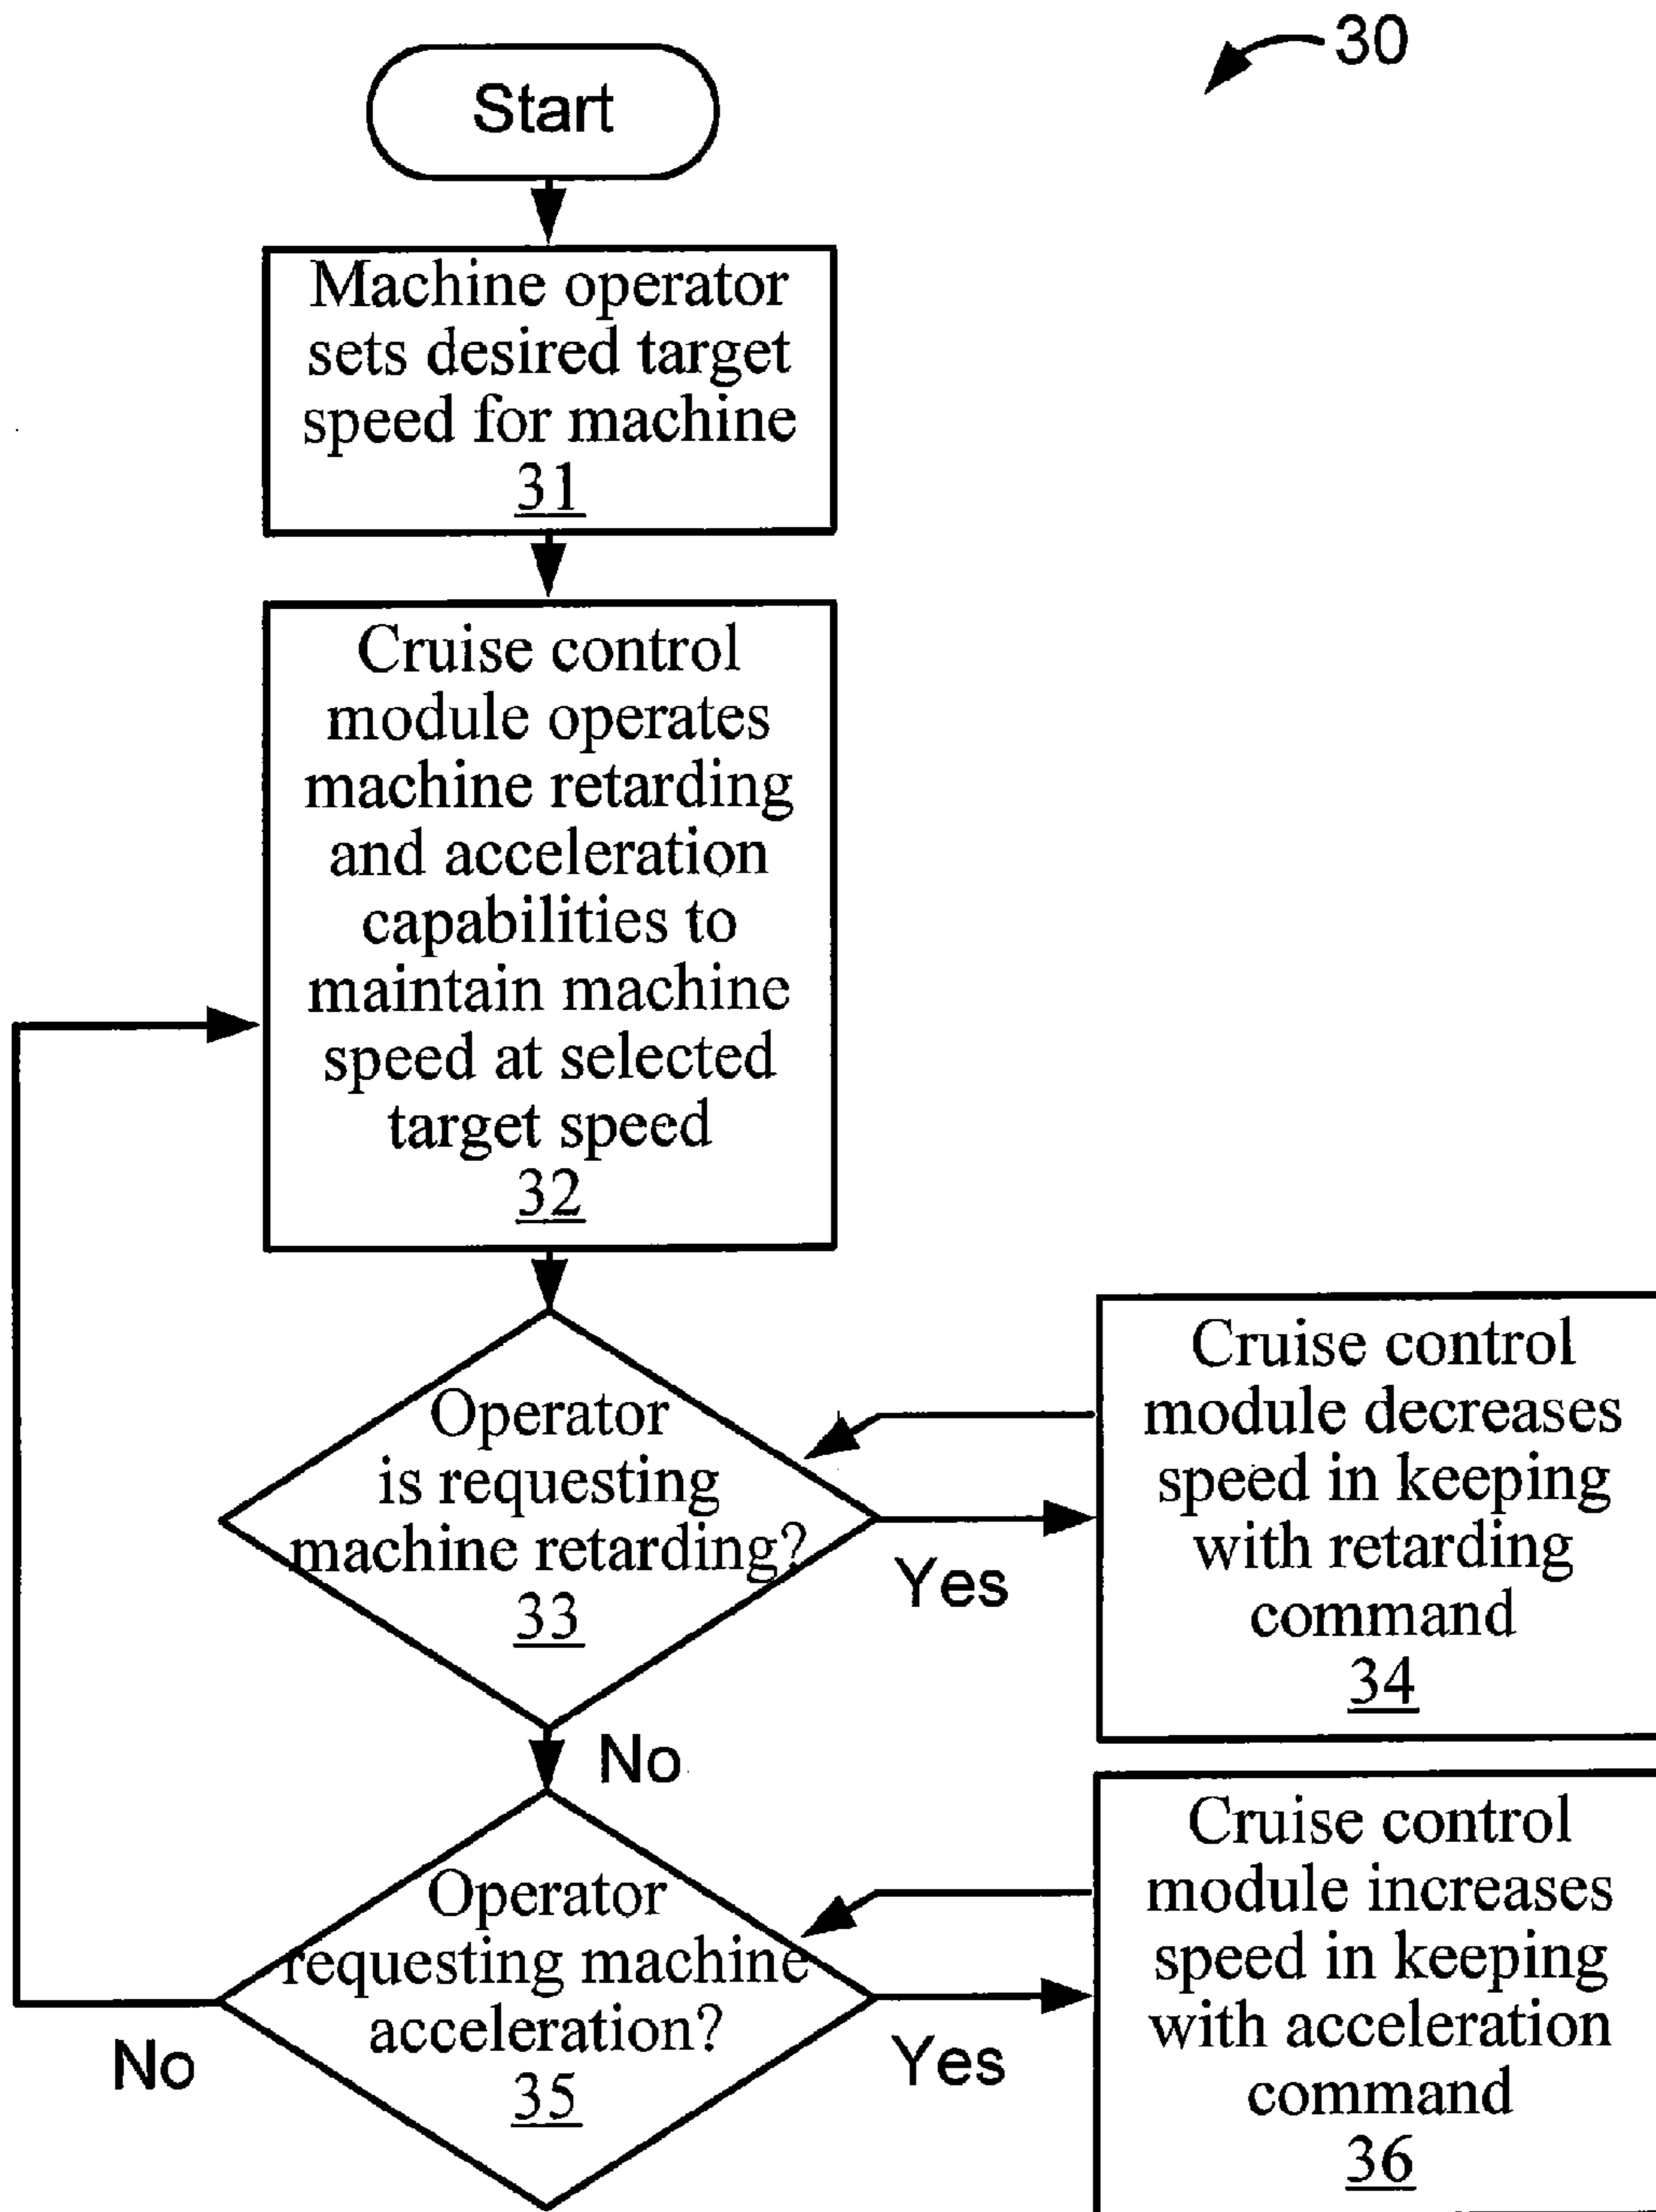 30
Start
Machine operator
sets desired target
speed for machine
31
Cruise control
module operates
machine retarding
and acceleration
capabilities to
maintain machine
speed at selected
target speed
32
Operator
is requesting
machine retarding?
33
Yes
Cruise control
module decreases
speed in keeping
with retarding
command
34
No
Operator
requesting machine
acceleration?
35
No
Yes
Cruise control
module increases
speed in keeping
with acceleration
command
36